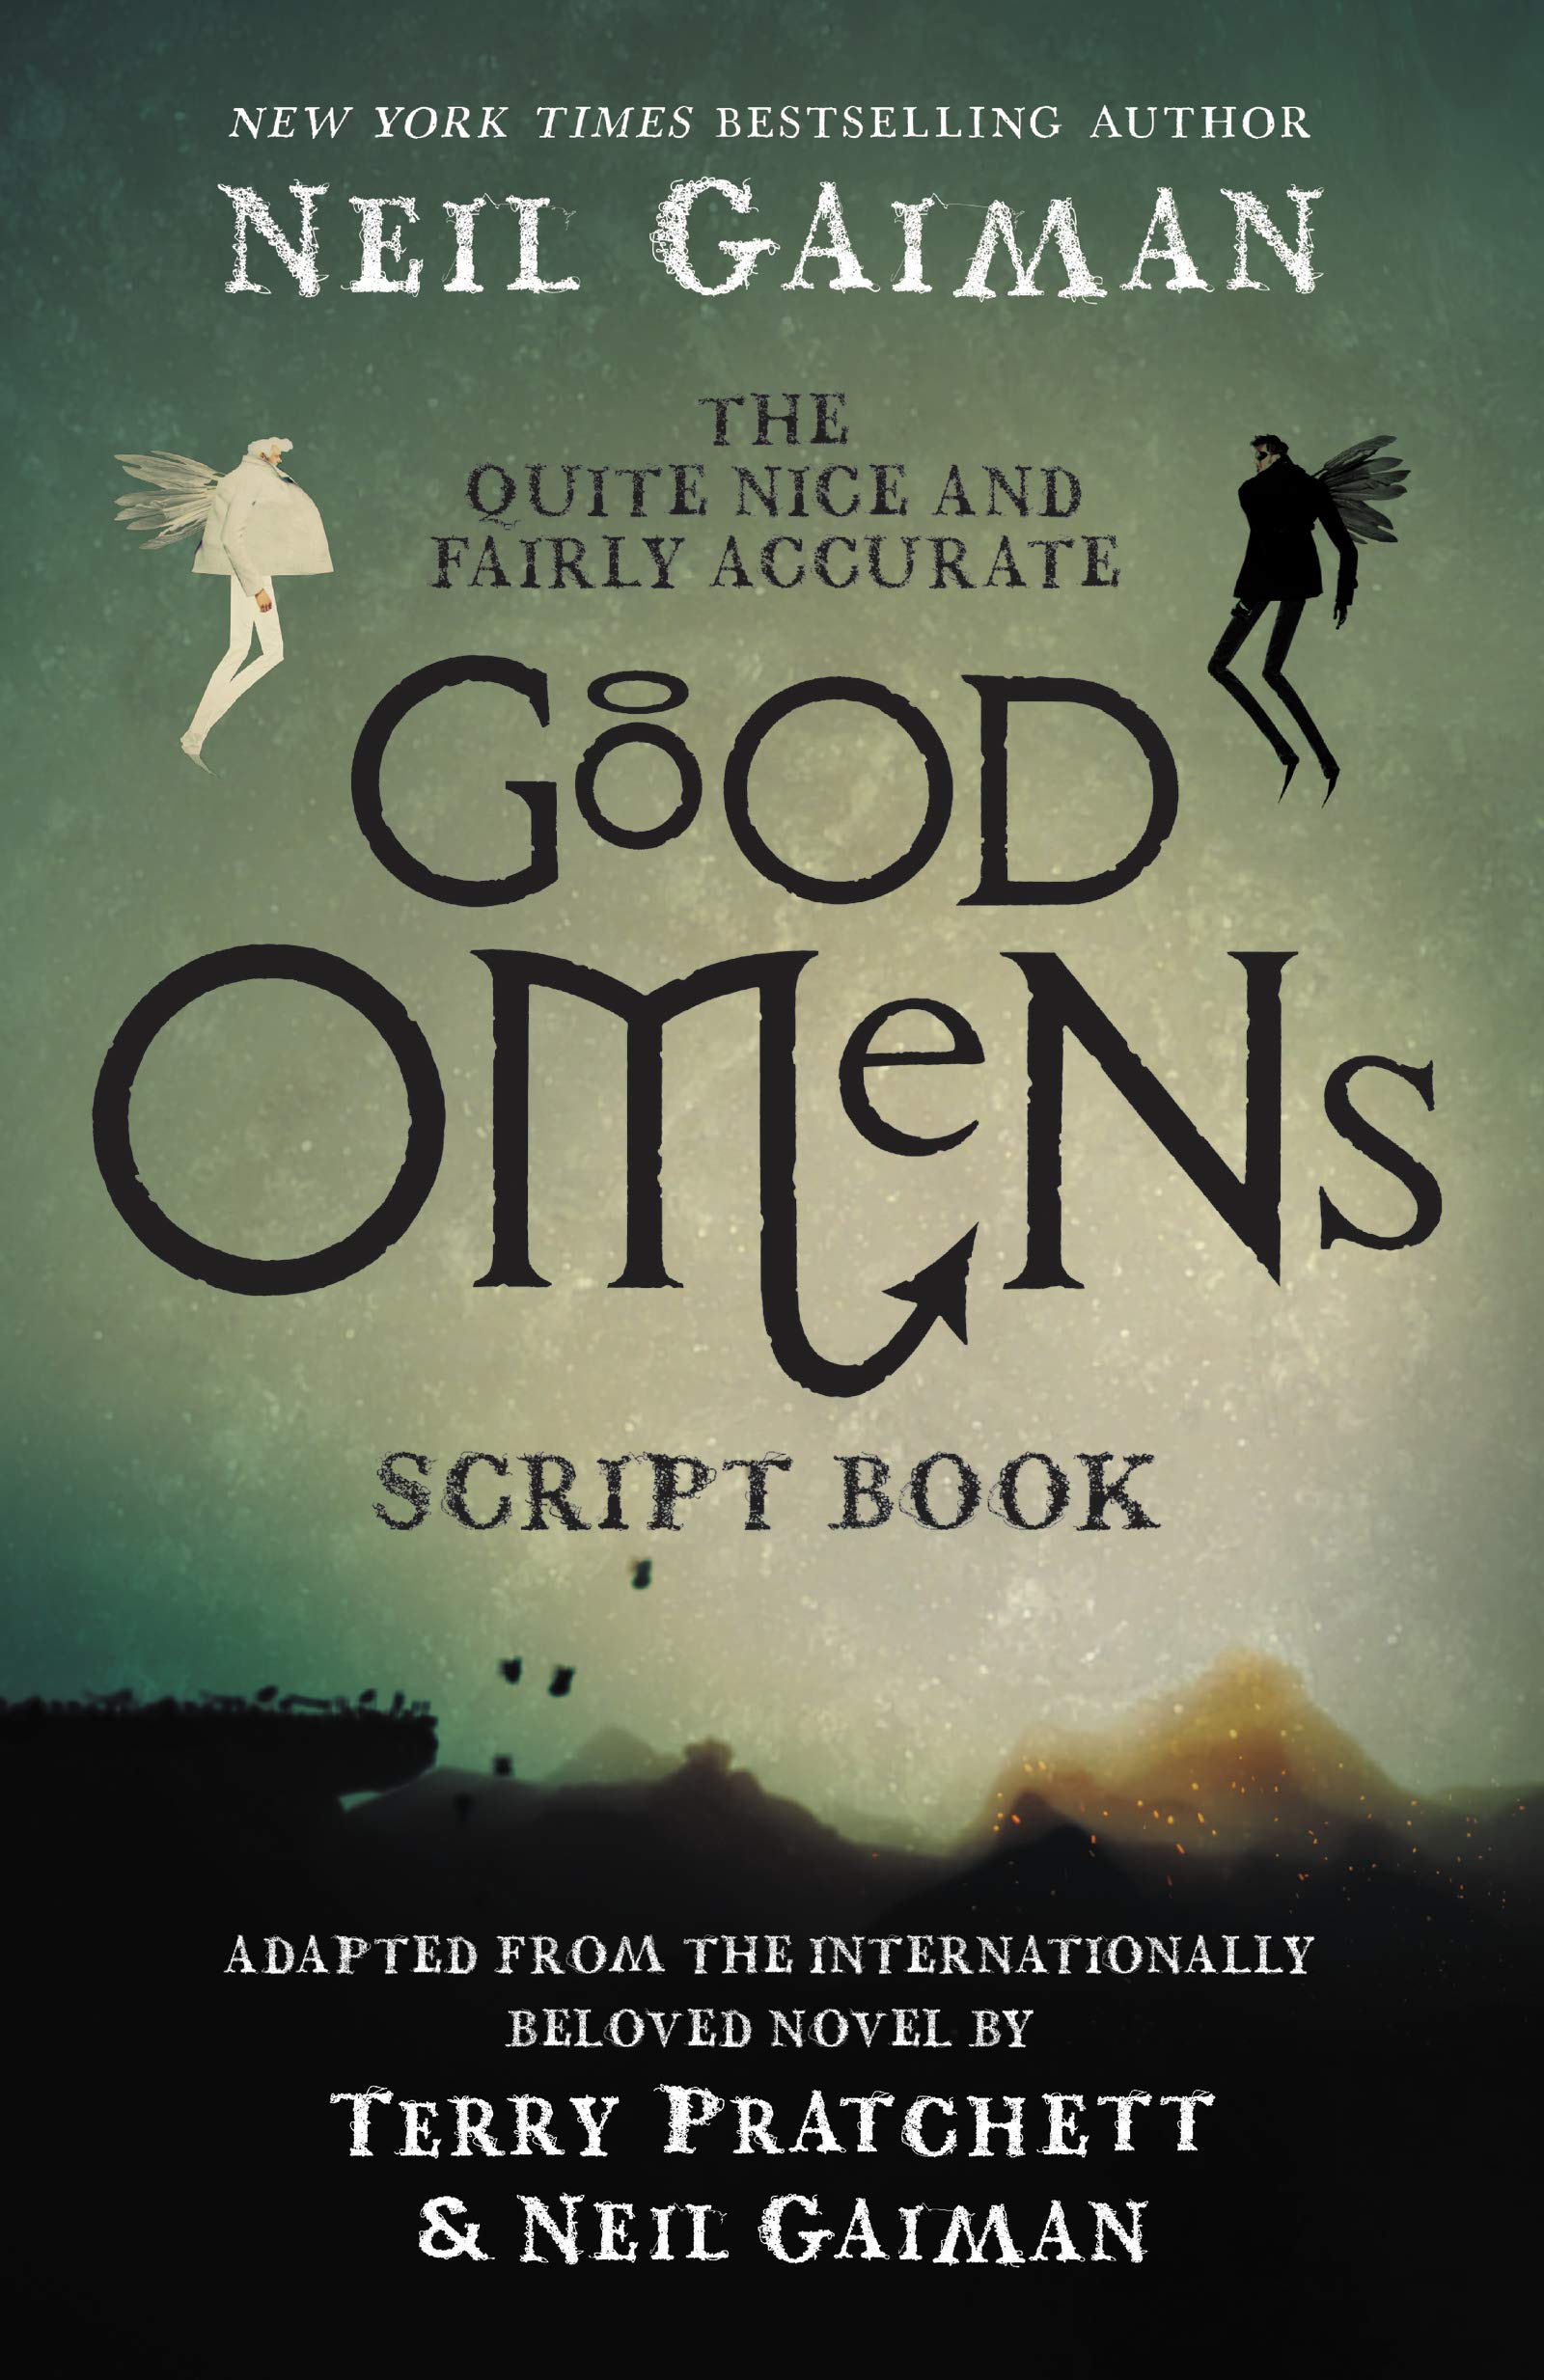 NEW YORK TIMES BESTSELLING AUTHOR
NEIL GAIMAN
THE
QUITE NICE AND
FAIRLY ACCURATE
GOOD
OMENS
SCRIPT BOOK
ADAPTED FROM THE INTERNATIONALLY
BELOVED NOVEL BY
TERRY PRATCHETT
& NEIL GAIMAN